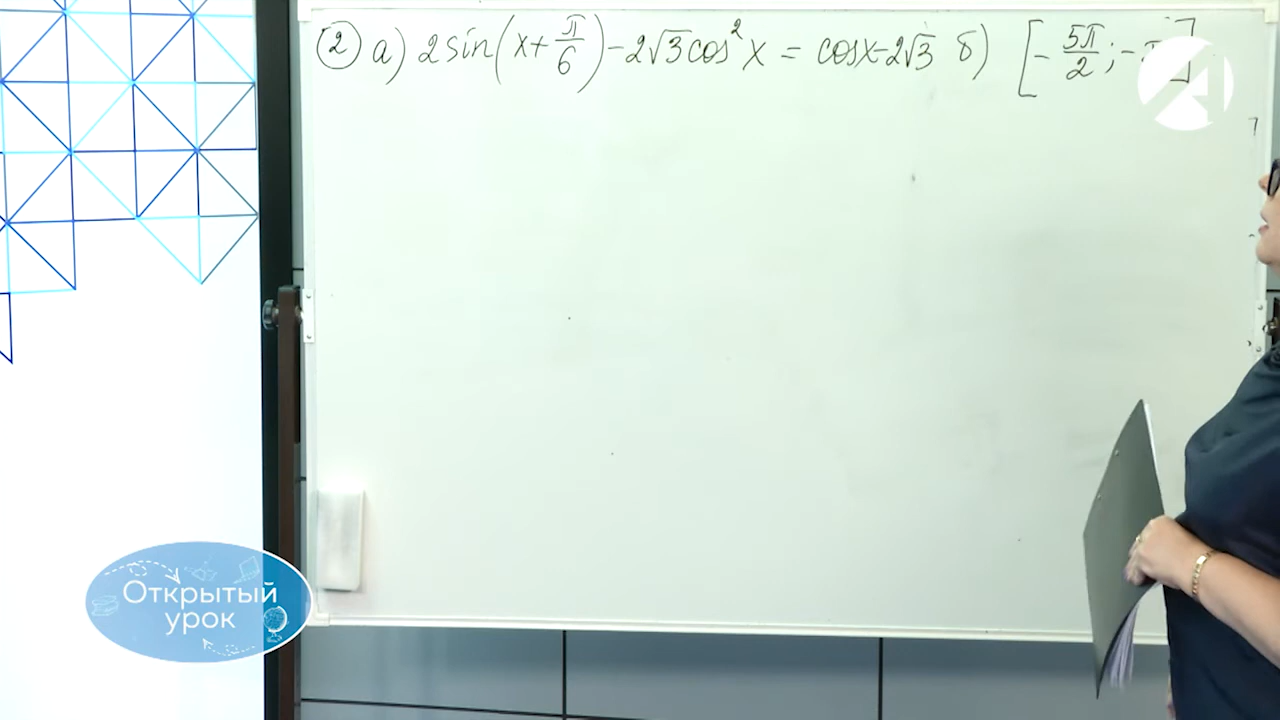 ② а) 2sin(x+π/6)-2√3cos²x = cosx-2√3 б) [-5π/2;-π]
Открытый
урок